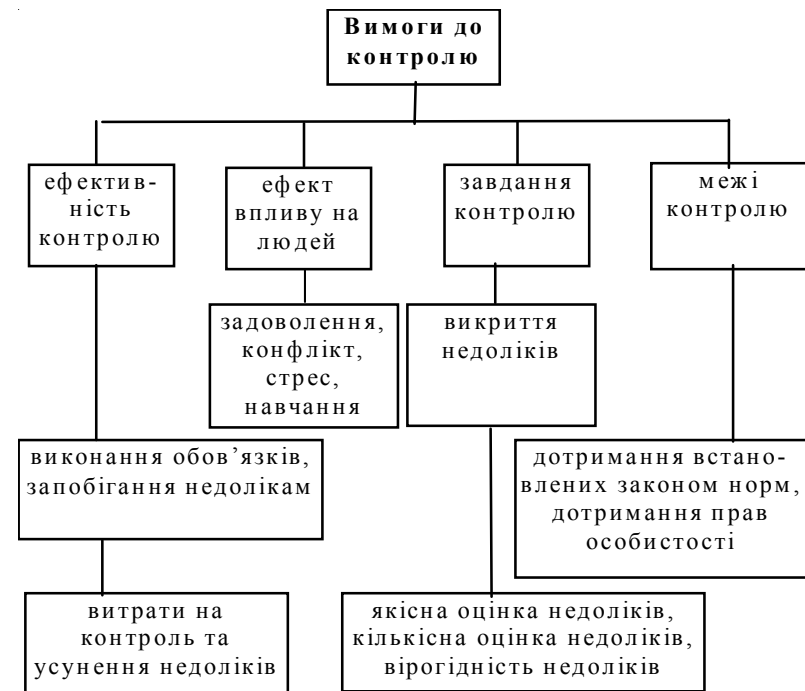 Вимоги до
контролю
ефектив-
ність
контролю
ефект
впливу на
людей
завдання
контролю
межі
контролю
задоволення,
конфлікт,
стрес,
навчання
викриття
недоліків
виконання обов’язків,
запобігання недолікам
дотримання встано-
влених законом норм,
дотримання прав
особистості
витрати на
контроль та
усунення недоліків
якісна оцінка недоліків,
кількісна оцінка недоліків,
вірогідність недоліків